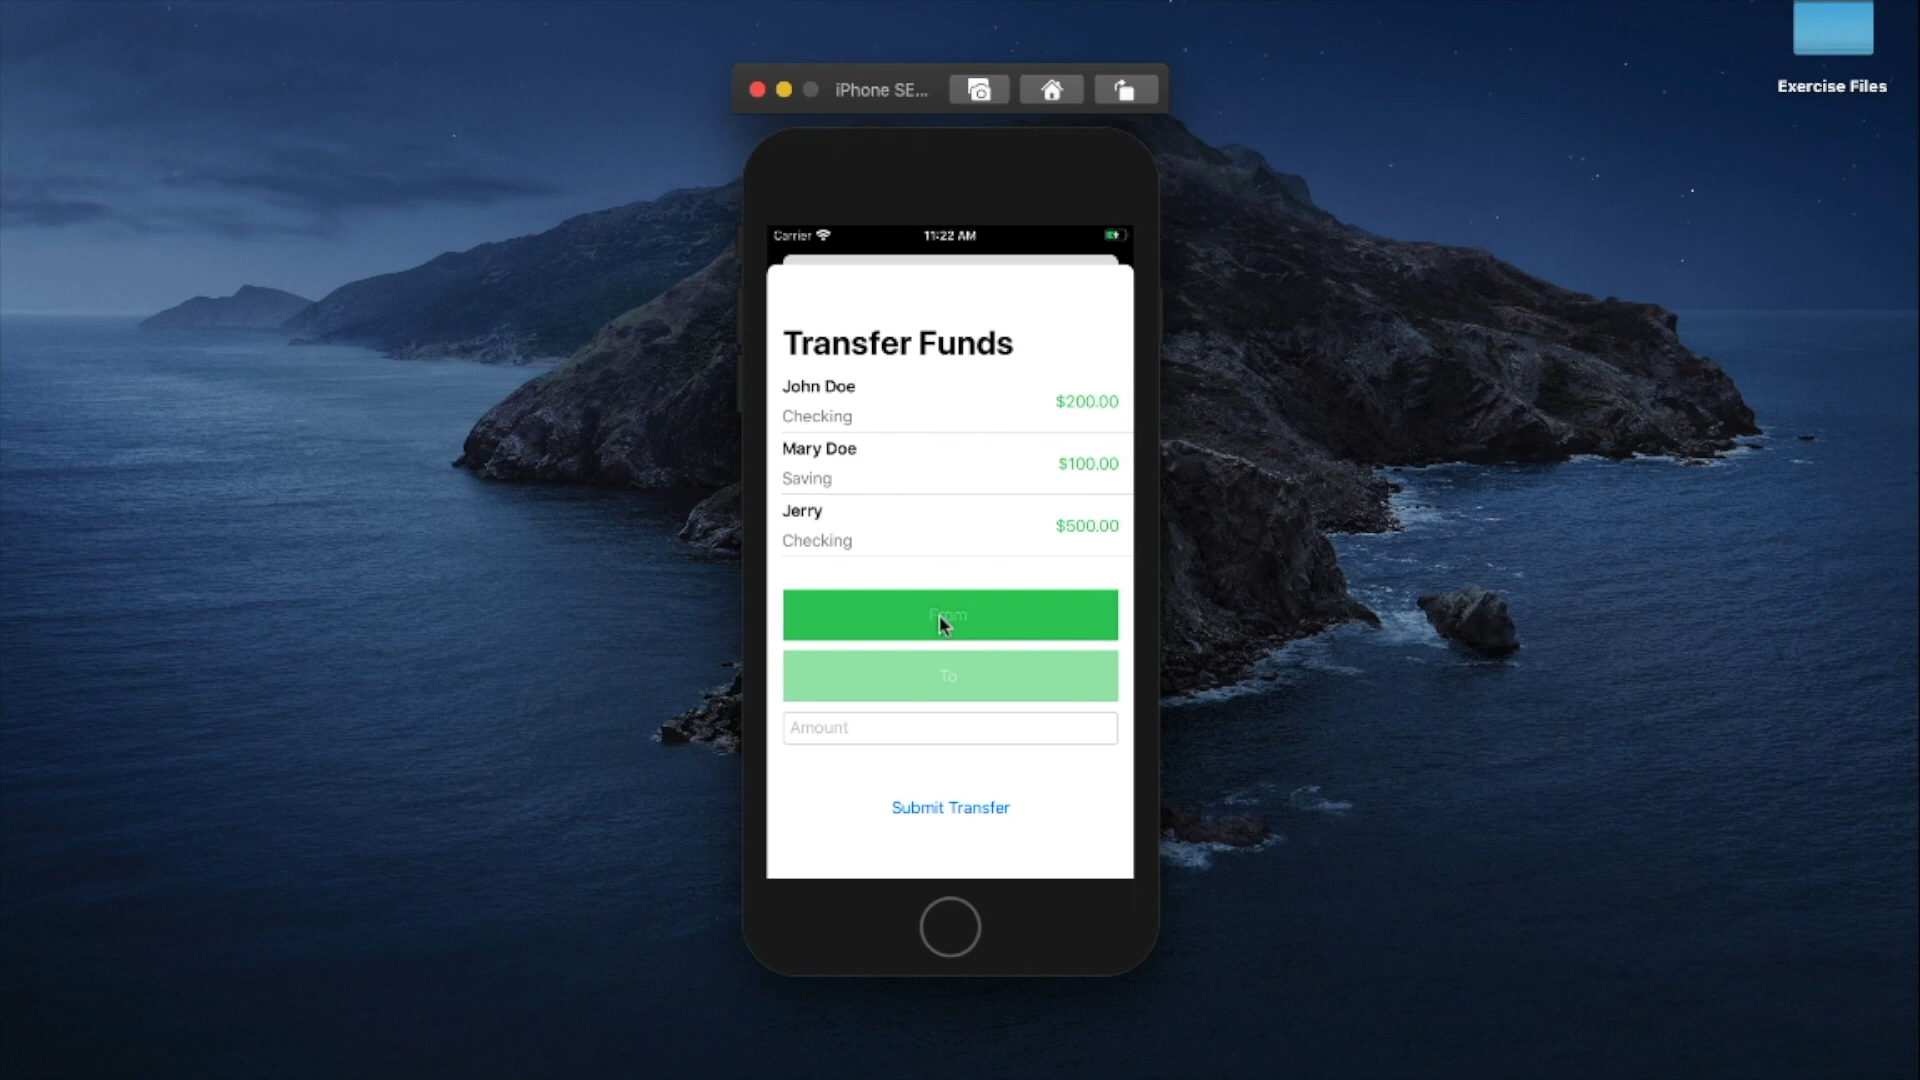 iPhone SE...
Exercise Files
Carrier
11:22 AM
Transfer Funds
John Doe
Checking
$200.00
Mary Doe
Saving
$100.00
Jerry
Checking
$500.00
From
To
Amount
Submit Transfer